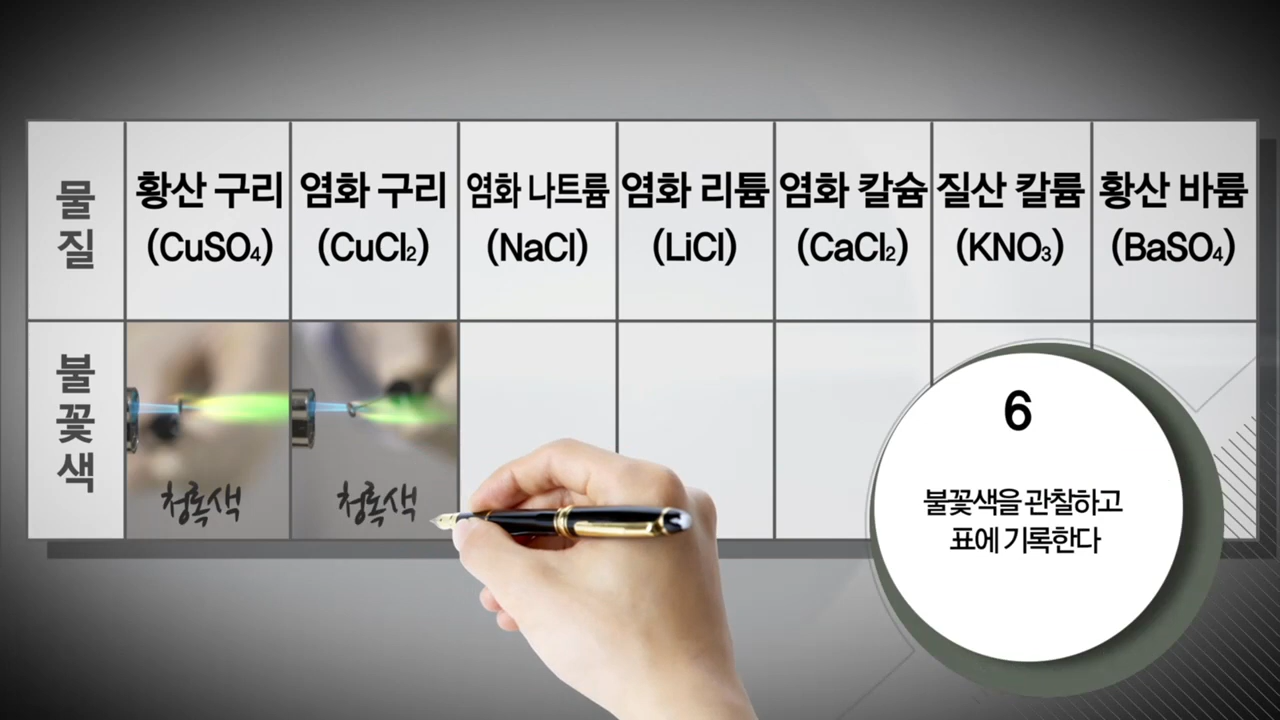 물질
황산 구리
(CuSO₄)
염화 구리
(CuCl₂)
염화 나트륨
(NaCl)
염화 리튬
(LiCl)
염화 칼슘
(CaCl₂)
질산 칼륨
(KNO₃)
황산 바륨
(BaSO₄)
불꽃색
청록색
청록색
6
불꽃색을 관찰하고
표에 기록한다